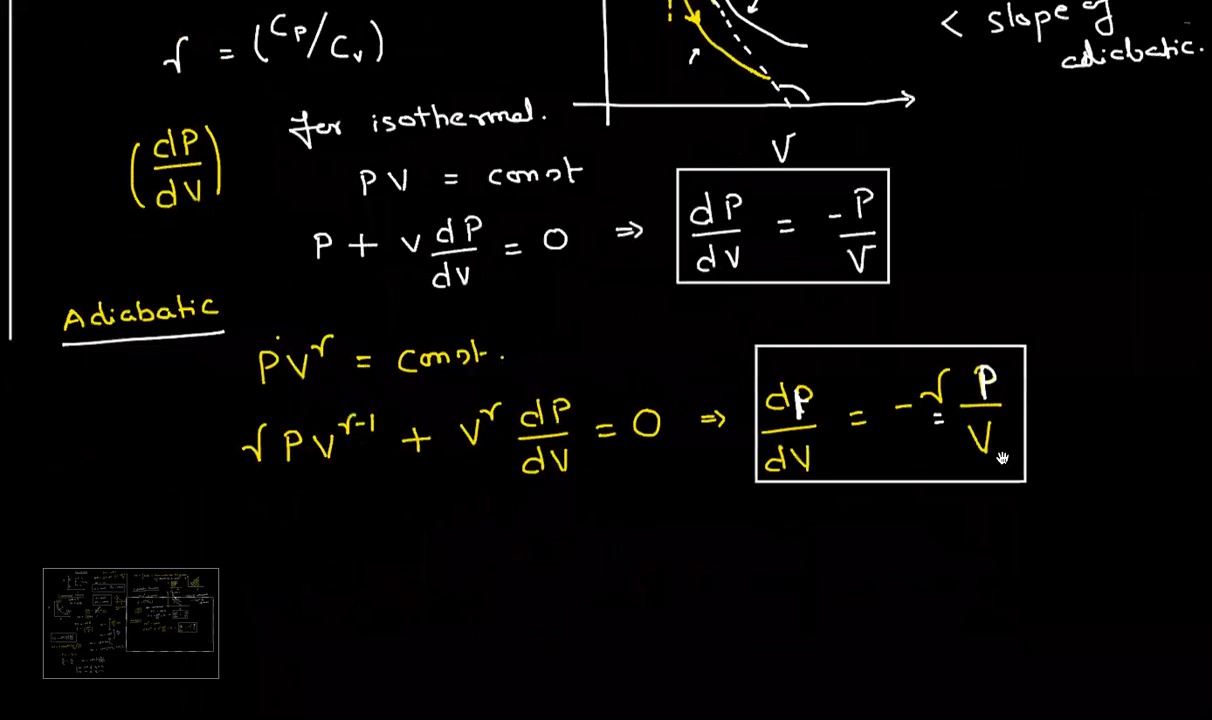 < slope of
adiabatic.
γ = (Cp/Cv)
V
(dP/dV)
for isothermal.
PV = const
P + V dP/dV = 0 ⇒ dP/dV = -P/V
Adiabatic
PV^γ = const.
γ PV^(γ-1) + V^γ dP/dV = 0 ⇒ dP/dV = -γ P/V